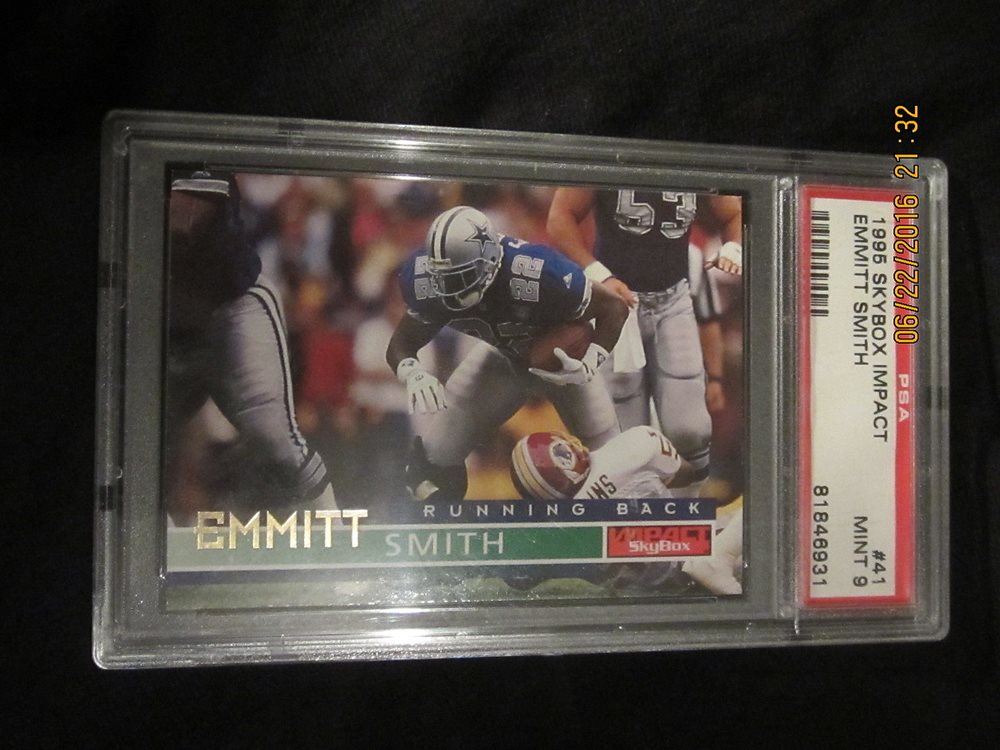 1995 SKYBOX IMPACT #41
EMMITT SMITH MINT 9
81846931
PSA
06/22/2016 21:32
53
22
22
RUNNING BACK
EMMITT
SMITH
IMPACT
SkyBox